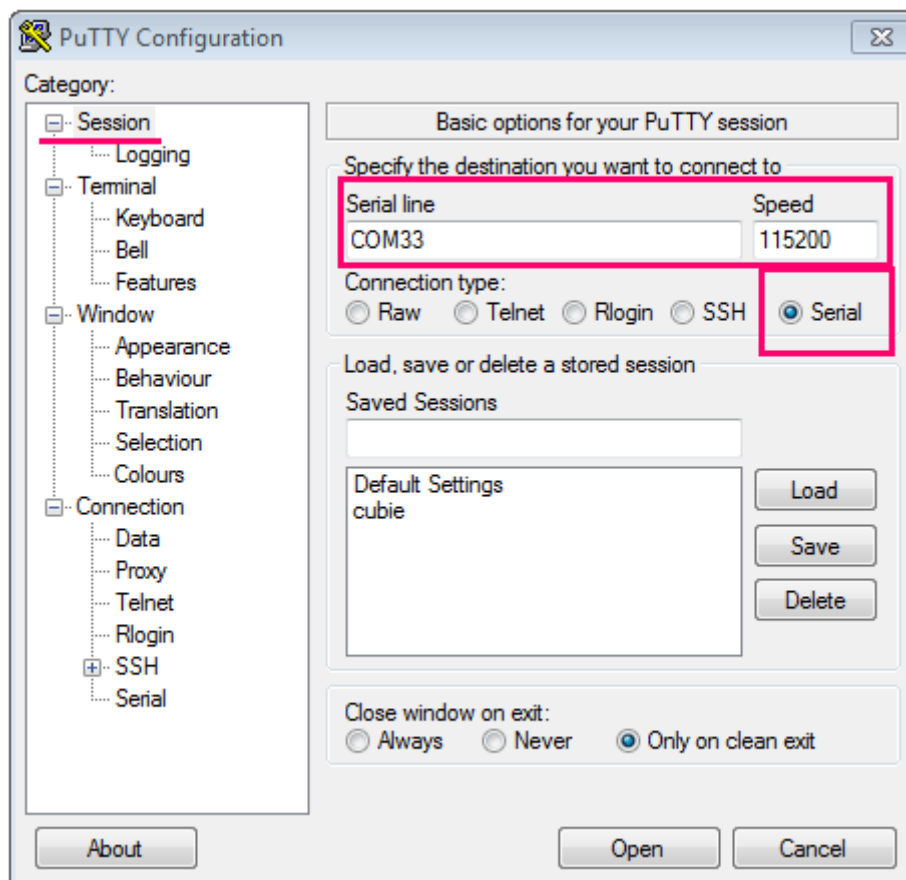 PuTTY Configuration
Category:
Session
Logging
Terminal
Keyboard
Bell
Features
Window
Appearance
Behaviour
Translation
Selection
Colours
Connection
Data
Proxy
Telnet
Rlogin
SSH
Serial
Basic options for your PuTTY session
Specify the destination you want to connect to
Serial line Speed
COM33 115200
Connection type:
Raw Telnet Rlogin SSH Serial
Load, save or delete a stored session
Saved Sessions
Default Settings
cubie
Load
Save
Delete
Close window on exit:
Always Never Only on clean exit
About Open Cancel